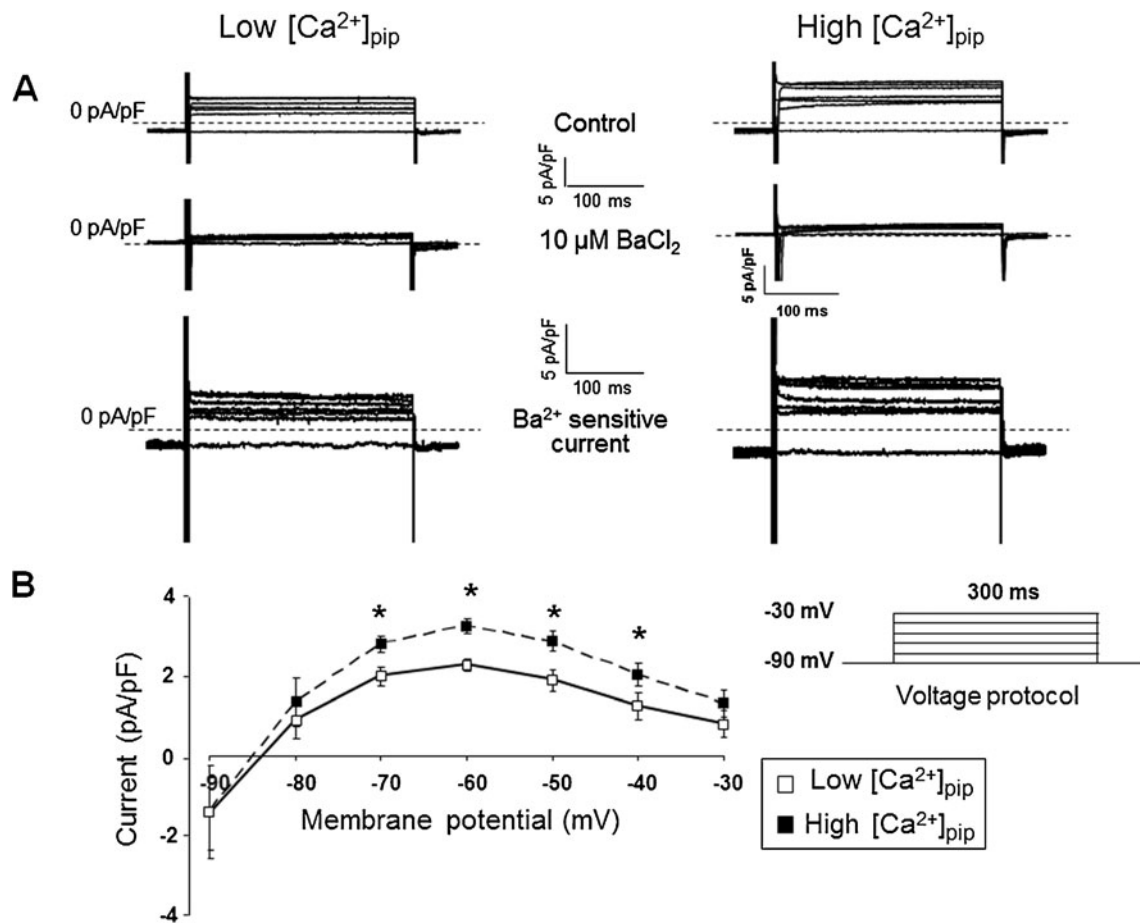 Low [Ca²⁺]pip High [Ca²⁺]pip
A
0 pA/pF
Control
5 pA/pF
100 ms
0 pA/pF
10 µM BaCl₂
5 pA/pF
100 ms
5 pA/pF
100 ms
0 pA/pF
Ba²⁺ sensitive
current
B
Current (pA/pF)
4
2
0
-2
-4
* * * *
-90 -80 -70 -60 -50 -40 -30
Membrane potential (mV)
300 ms
-30 mV
-90 mV
Voltage protocol
Low [Ca²⁺]pip
High [Ca²⁺]pip